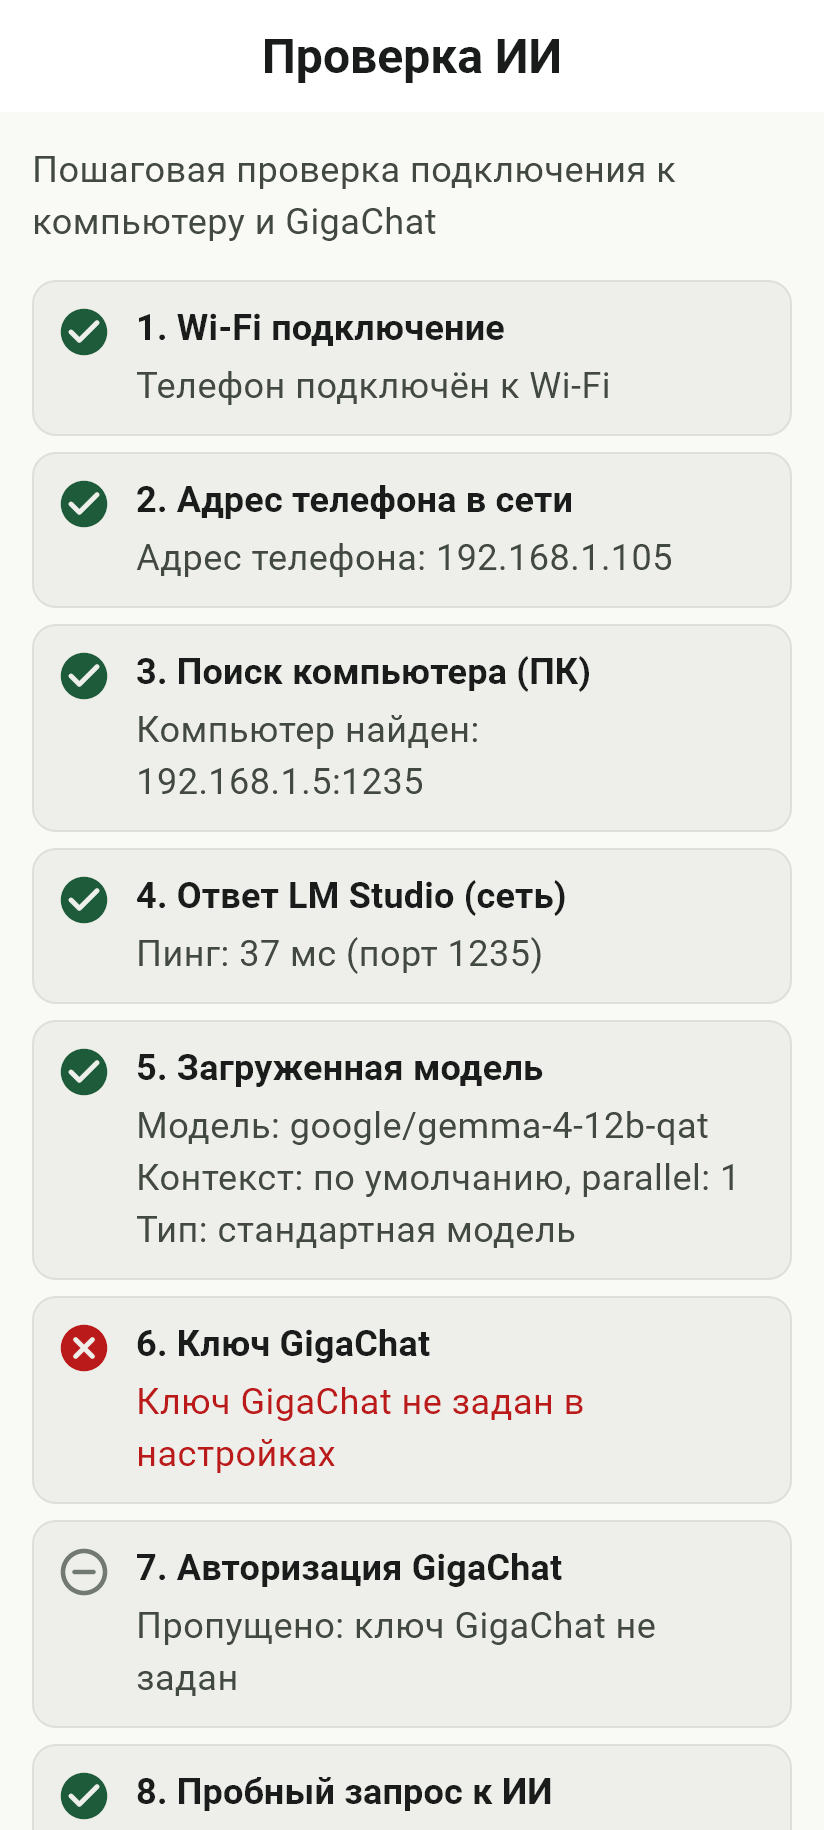 Проверка ИИ
Пошаговая проверка подключения к
компьютеру и GigaChat
1. Wi-Fi подключение
Телефон подключён к Wi-Fi
2. Адрес телефона в сети
Адрес телефона: 192.168.1.105
3. Поиск компьютера (ПК)
Компьютер найден:
192.168.1.5:1235
4. Ответ LM Studio (сеть)
Пинг: 37 мс (порт 1235)
5. Загруженная модель
Модель: google/gemma-4-12b-qat
Контекст: по умолчанию, parallel: 1
Тип: стандартная модель
6. Ключ GigaChat
Ключ GigaChat не задан в
настройках
7. Авторизация GigaChat
Пропущено: ключ GigaChat не
задан
8. Пробный запрос к ИИ